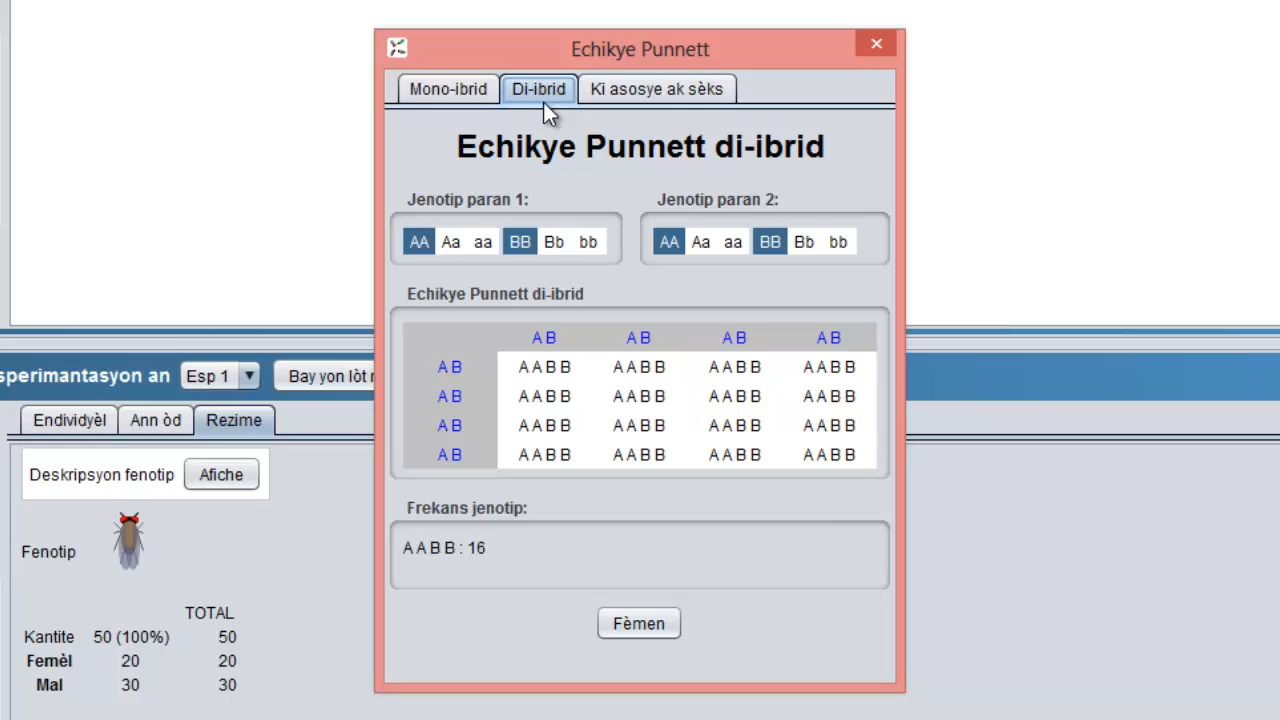 Echikye Punnett
Mono-ibrid Di-ibrid Ki asosye ak sèks
Echikye Punnett di-ibrid
Jenotip paran 1: Jenotip paran 2:
AA Aa aa BB Bb bb AA Aa aa BB Bb bb
Echikye Punnett di-ibrid
A B A B A B A B
A B A A B B A A B B A A B B A A B B
A B A A B B A A B B A A B B A A B B
A B A A B B A A B B A A B B A A B B
A B A A B B A A B B A A B B A A B B
Frekans jenotip:
A A B B : 16
Fèmen
sperimantasyon an Esp 1 Bay yon lòt
Endividyèl Ann òd Rezime
Deskripsyon fenotip Afiche
Fenotip
TOTAL
Kantite 50 (100%) 50
Femèl 20 20
Mal 30 30